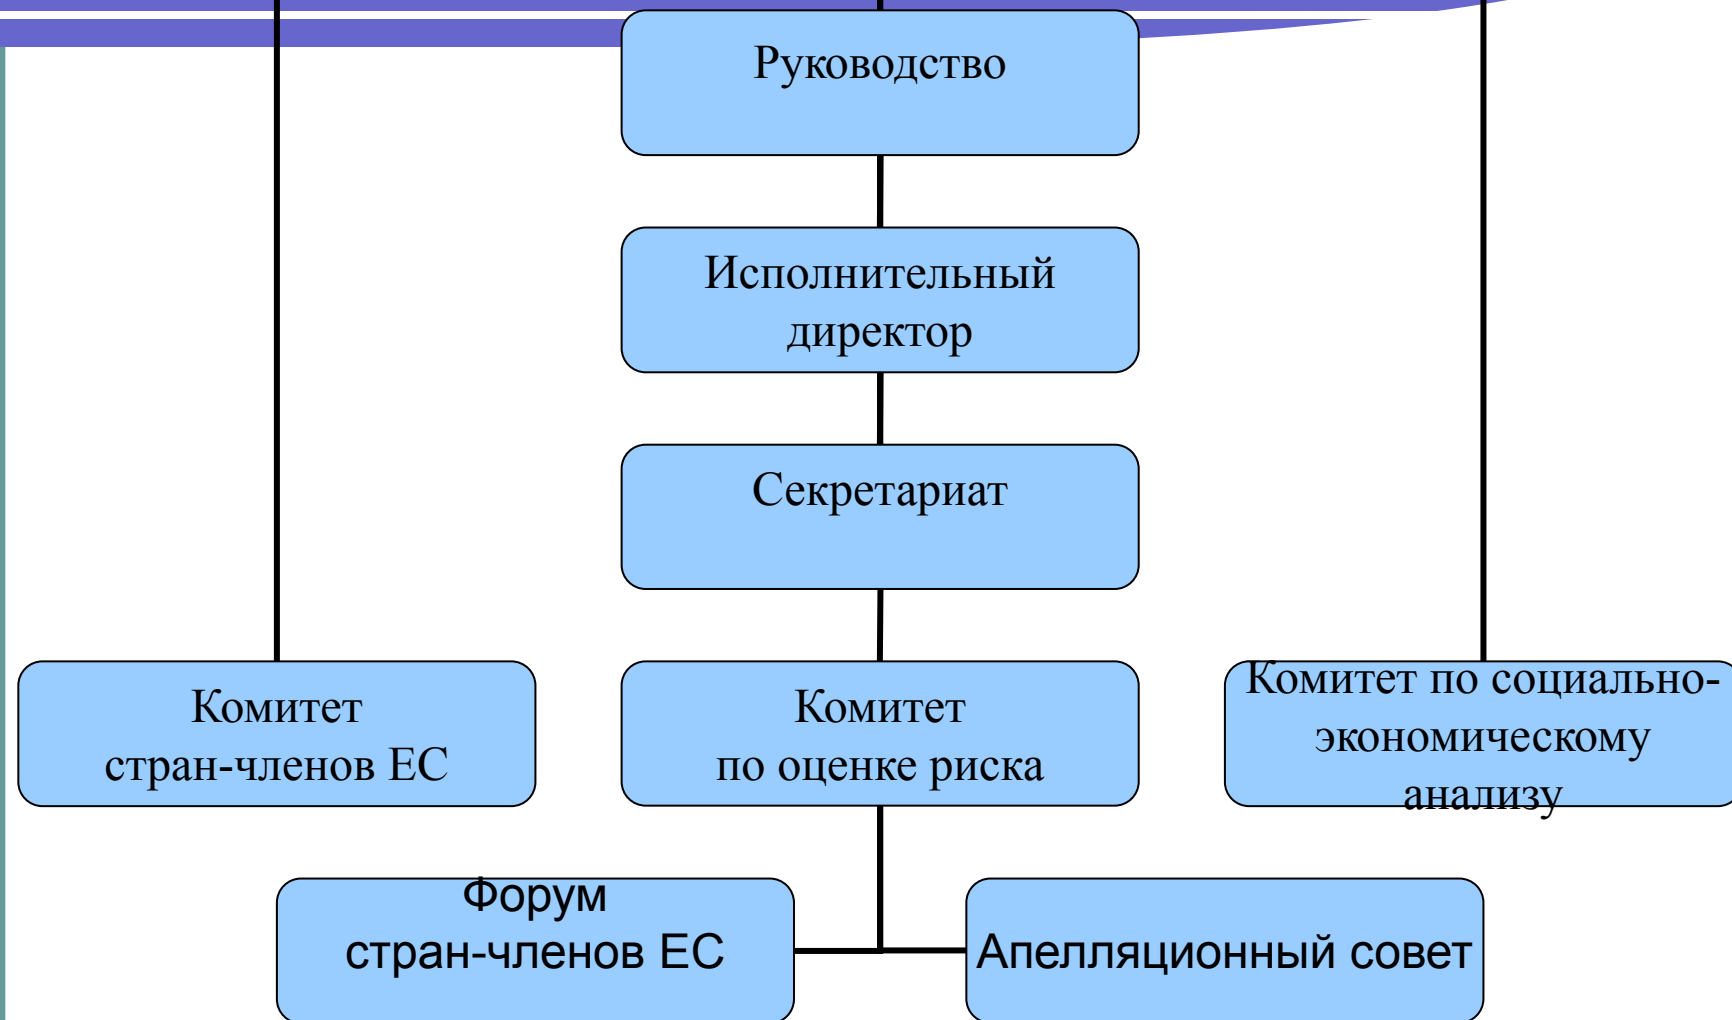 Руководство
Исполнительный
директор
Секретариат
Комитет
стран-членов ЕС
Комитет
по оценке риска
Комитет по социально-
экономическому
анализу
Форум
стран-членов ЕС
Апелляционный совет